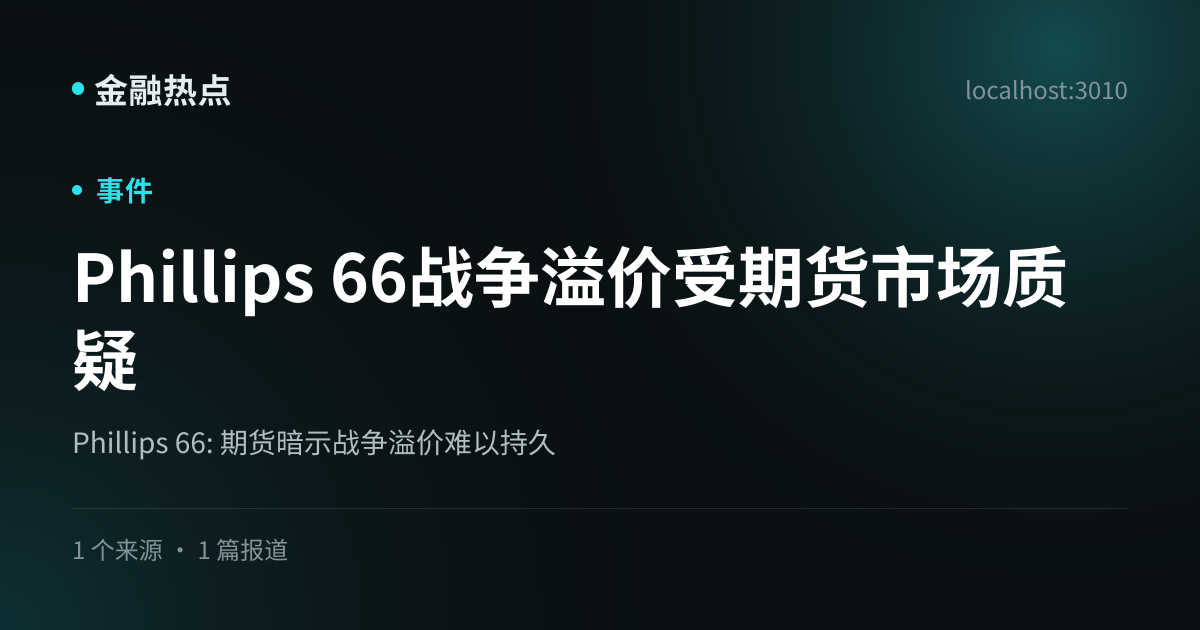 金融热点
localhost:3010
事件
Phillips 66战争溢价受期货市场质
疑
Phillips 66: 期货暗示战争溢价难以持久
1 个来源 · 1 篇报道